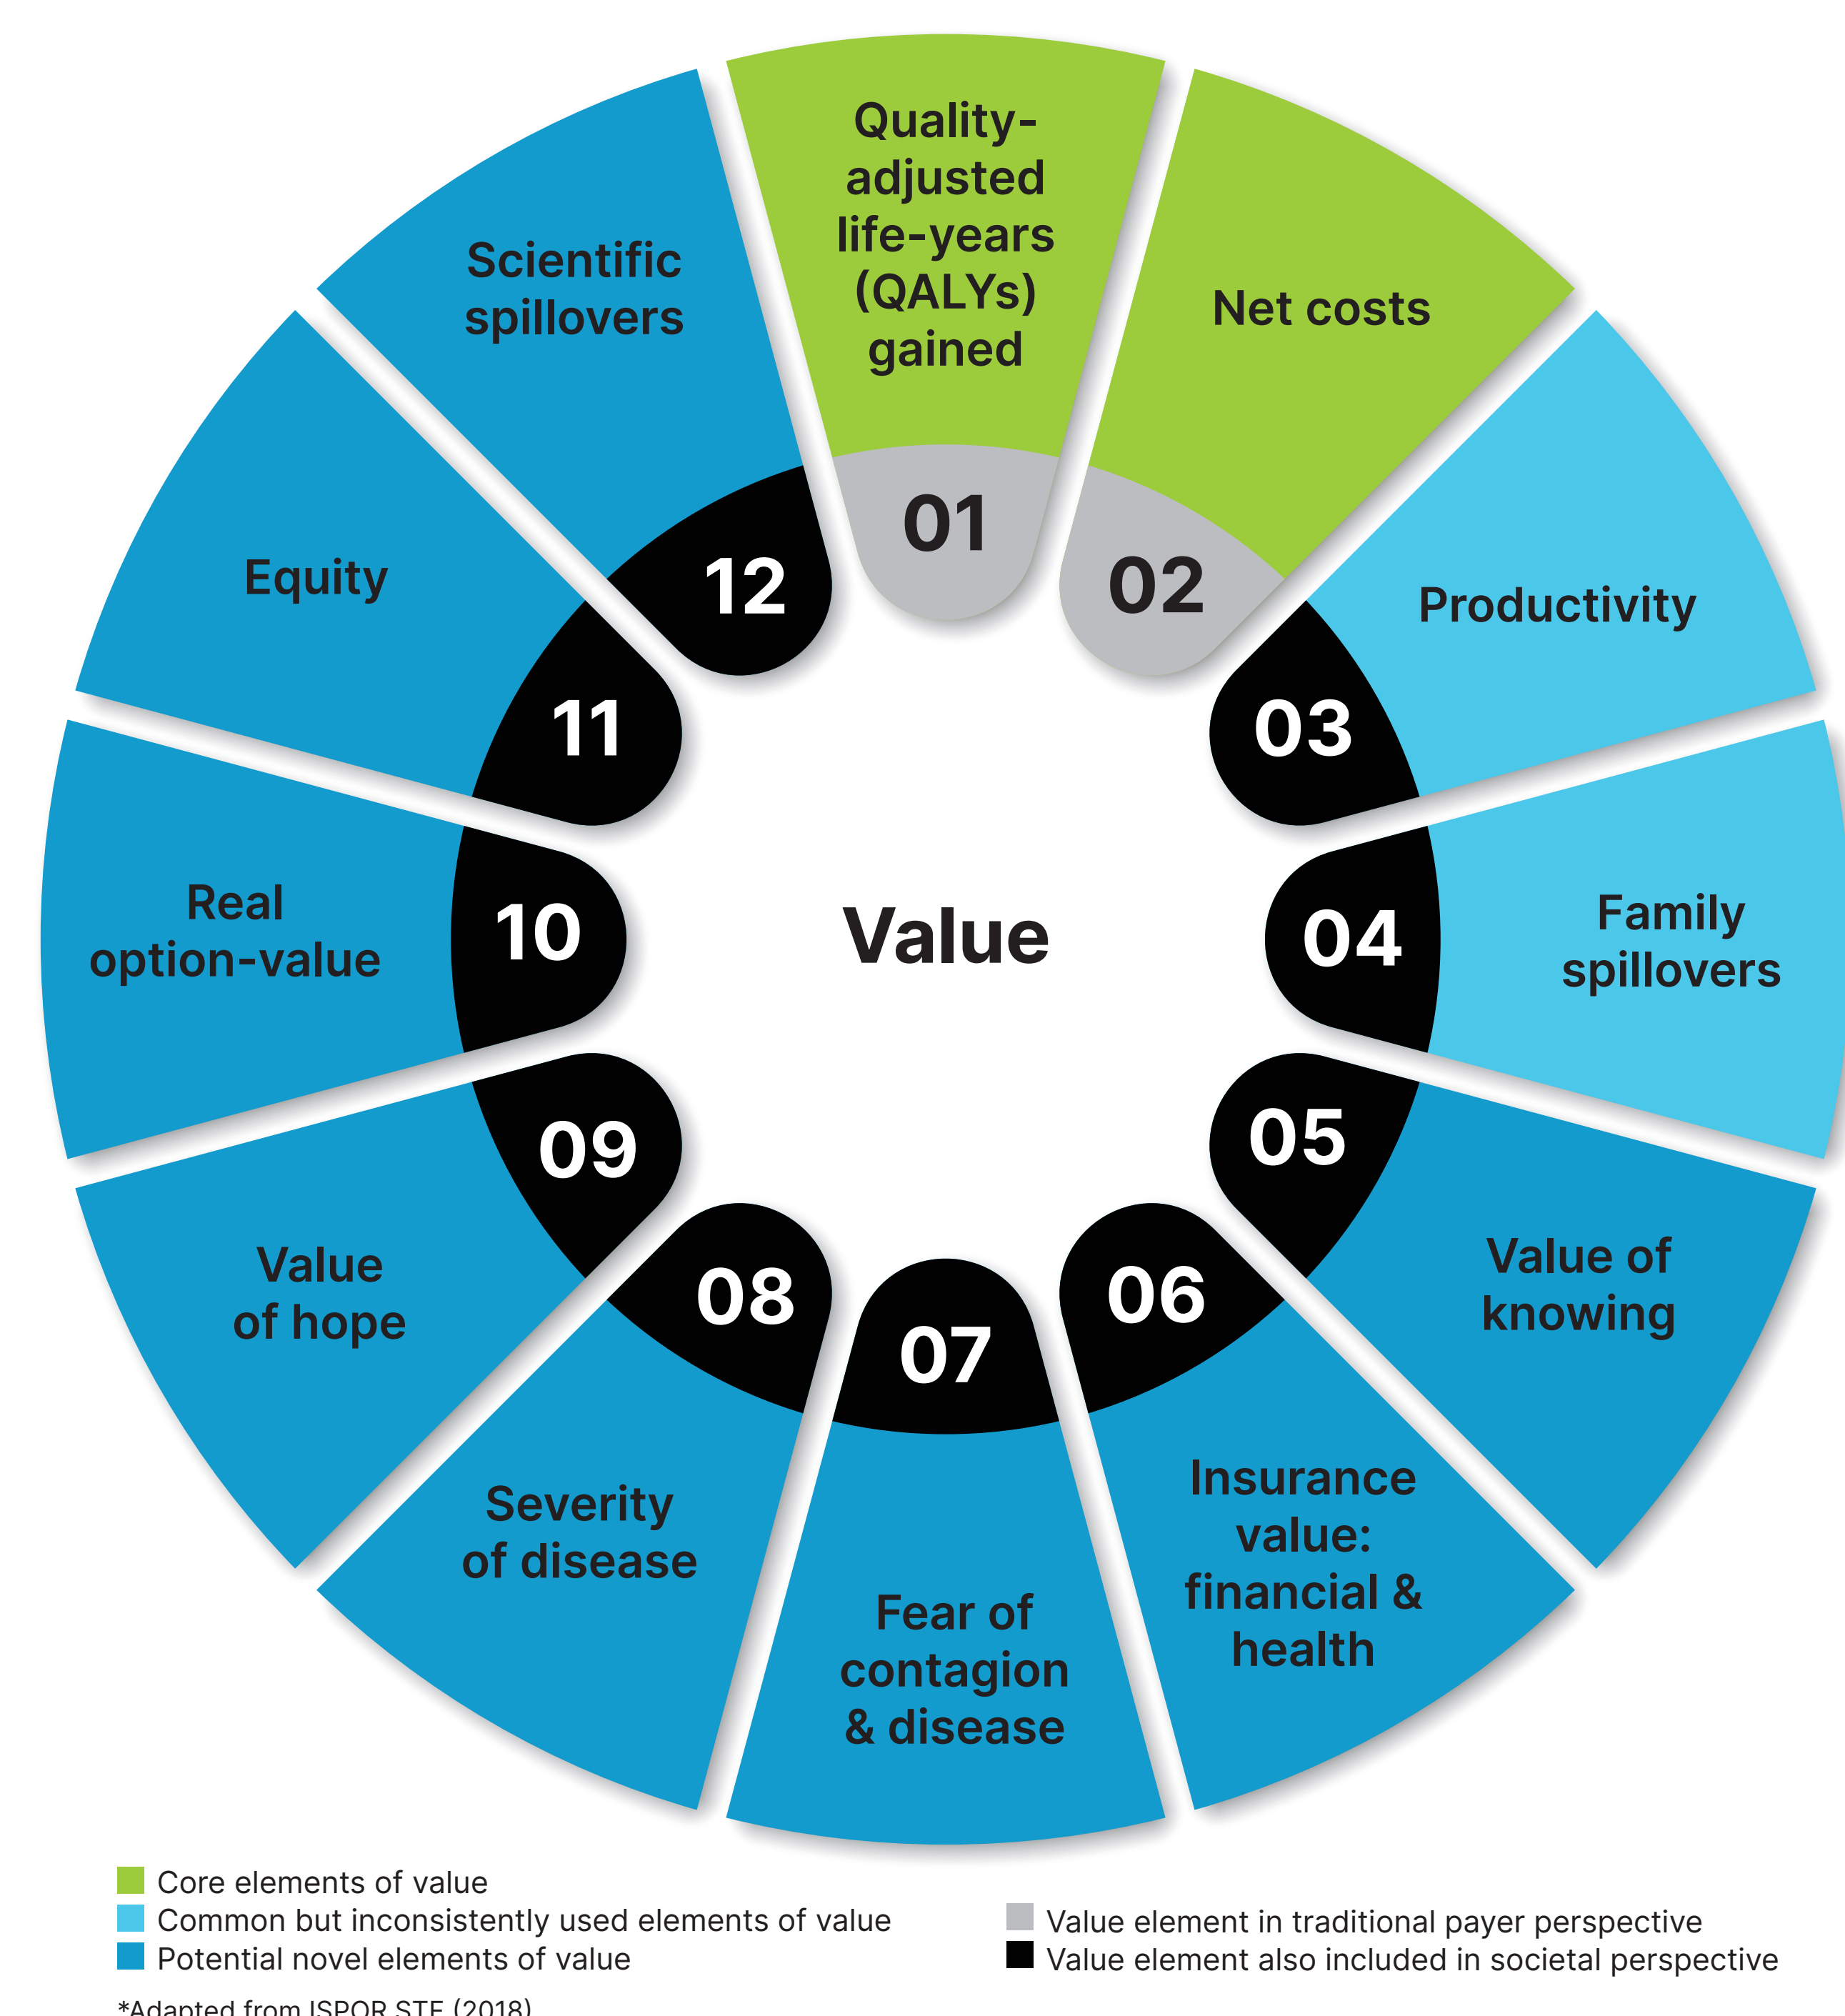 Quality-
adjusted
life-years
(QALYs)
gained
01
Net costs
02
Productivity
03
Family
spillovers
04
Value of
knowing
05
Insurance
value:
financial &
health
06
Fear of
contagion
& disease
07
Severity
of disease
08
Value
of hope
09
Real
option-value
10
Equity
11
Scientific
spillovers
12
Value
Core elements of value
Common but inconsistently used elements of value
Potential novel elements of value
Value element in traditional payer perspective
Value element also included in societal perspective
*Adapted from ISPOR STF (2018)